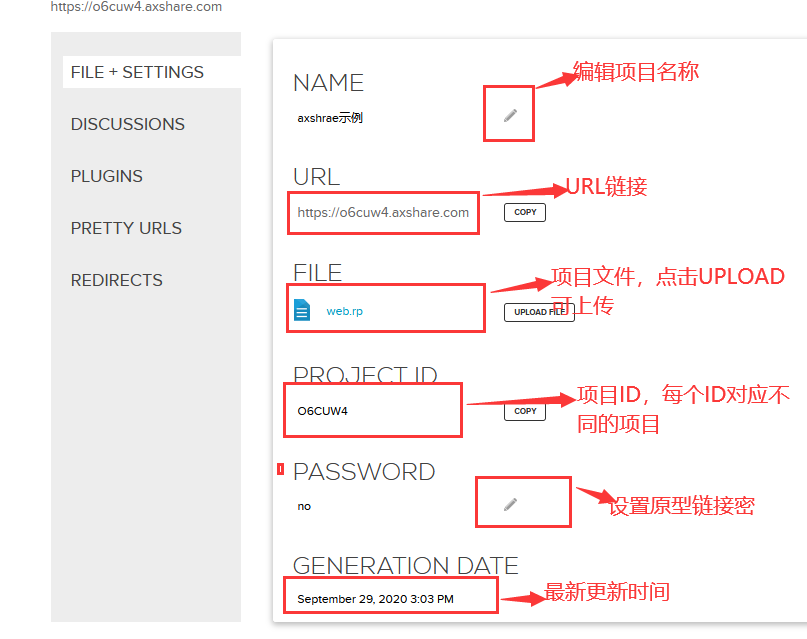 https://o6cuw4.axshare.com
FILE + SETTINGS
DISCUSSIONS
PLUGINS
PRETTY URLS
REDIRECTS
NAME
编辑项目名称
axshrae示例
URL
URL链接
https://o6cuw4.axshare.com
COPY
FILE
项目文件，点击UPLOAD
可上传
web.rp
UPLOAD FILE
PROJECT ID
项目ID，每个ID对应不
同的项目
O6CUW4
COPY
PASSWORD
no
设置原型链接密
GENERATION DATE
September 29, 2020 3:03 PM
最新更新时间